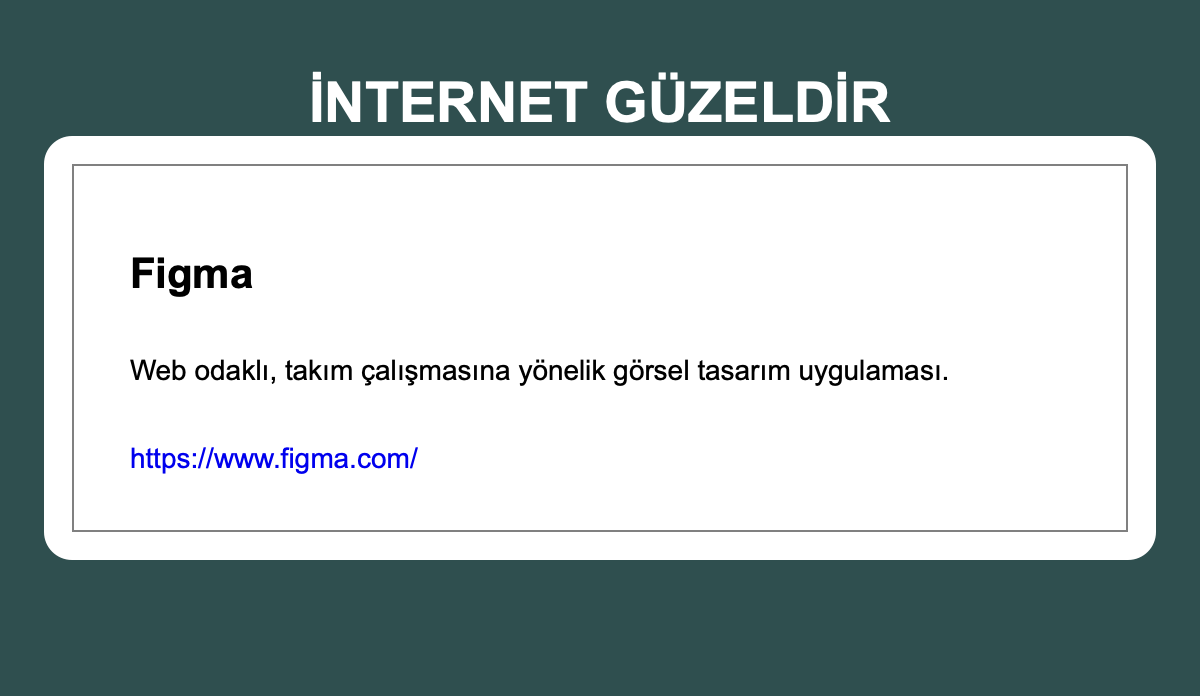 İNTERNET GÜZELDİR
Figma
Web odaklı, takım çalışmasına yönelik görsel tasarım uygulaması.
https://www.figma.com/